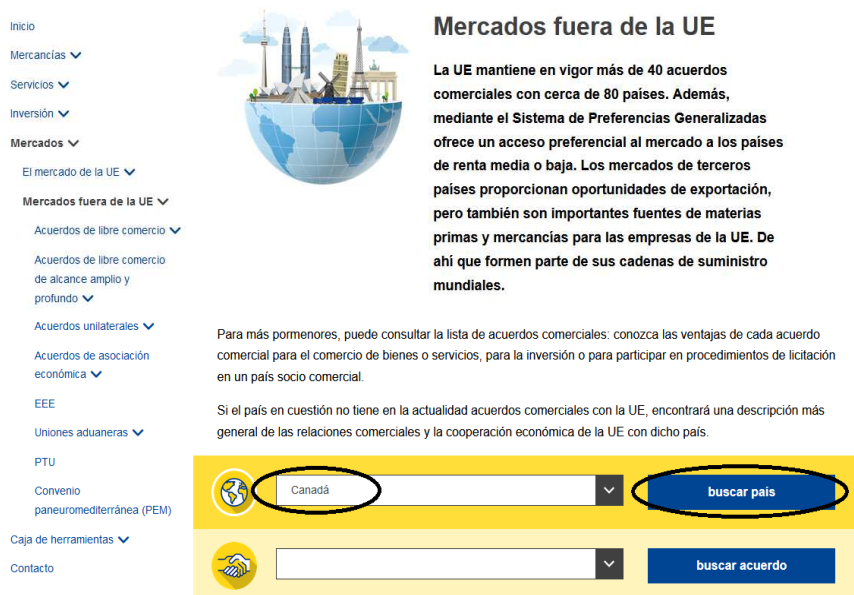 Inicio
Mercancías
Servicios
Inversión
Mercados
El mercado de la UE
Mercados fuera de la UE
Acuerdos de libre comercio
Acuerdos de libre comercio
de alcance amplio y
profundo
Acuerdos unilaterales
Acuerdos de asociación
económica
EEE
Uniones aduaneras
PTU
Convenio
paneuromediterránea (PEM)
Caja de herramientas
Contacto
Mercados fuera de la UE
La UE mantiene en vigor más de 40 acuerdos
comerciales con cerca de 80 países. Además,
mediante el Sistema de Preferencias Generalizadas
ofrece un acceso preferencial al mercado a los países
de renta media o baja. Los mercados de terceros
países proporcionan oportunidades de exportación,
pero también son importantes fuentes de materias
primas y mercancías para las empresas de la UE. De
ahí que formen parte de sus cadenas de suministro
mundiales.
Para más pormenores, puede consultar la lista de acuerdos comerciales: conozca las ventajas de cada acuerdo
comercial para el comercio de bienes o servicios, para la inversión o para participar en procedimientos de licitación
en un país socio comercial.
Si el país en cuestión no tiene en la actualidad acuerdos comerciales con la UE, encontrará una descripción más
general de las relaciones comerciales y la cooperación económica de la UE con dicho país.
Canadá
buscar país
buscar acuerdo